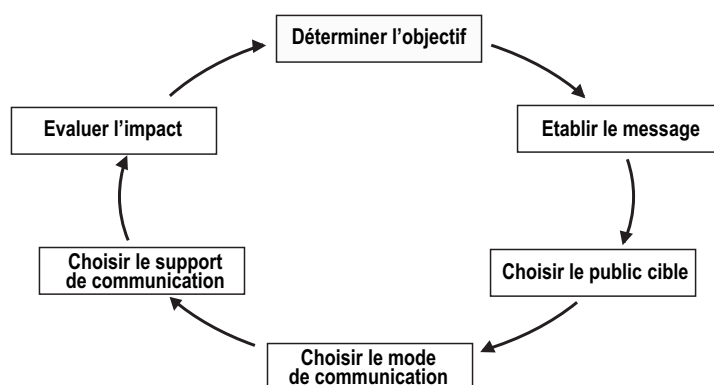 Déterminer l'objectif
Etablir le message
Choisir le public cible
Choisir le mode
de communication
Choisir le support
de communication
Evaluer l'impact